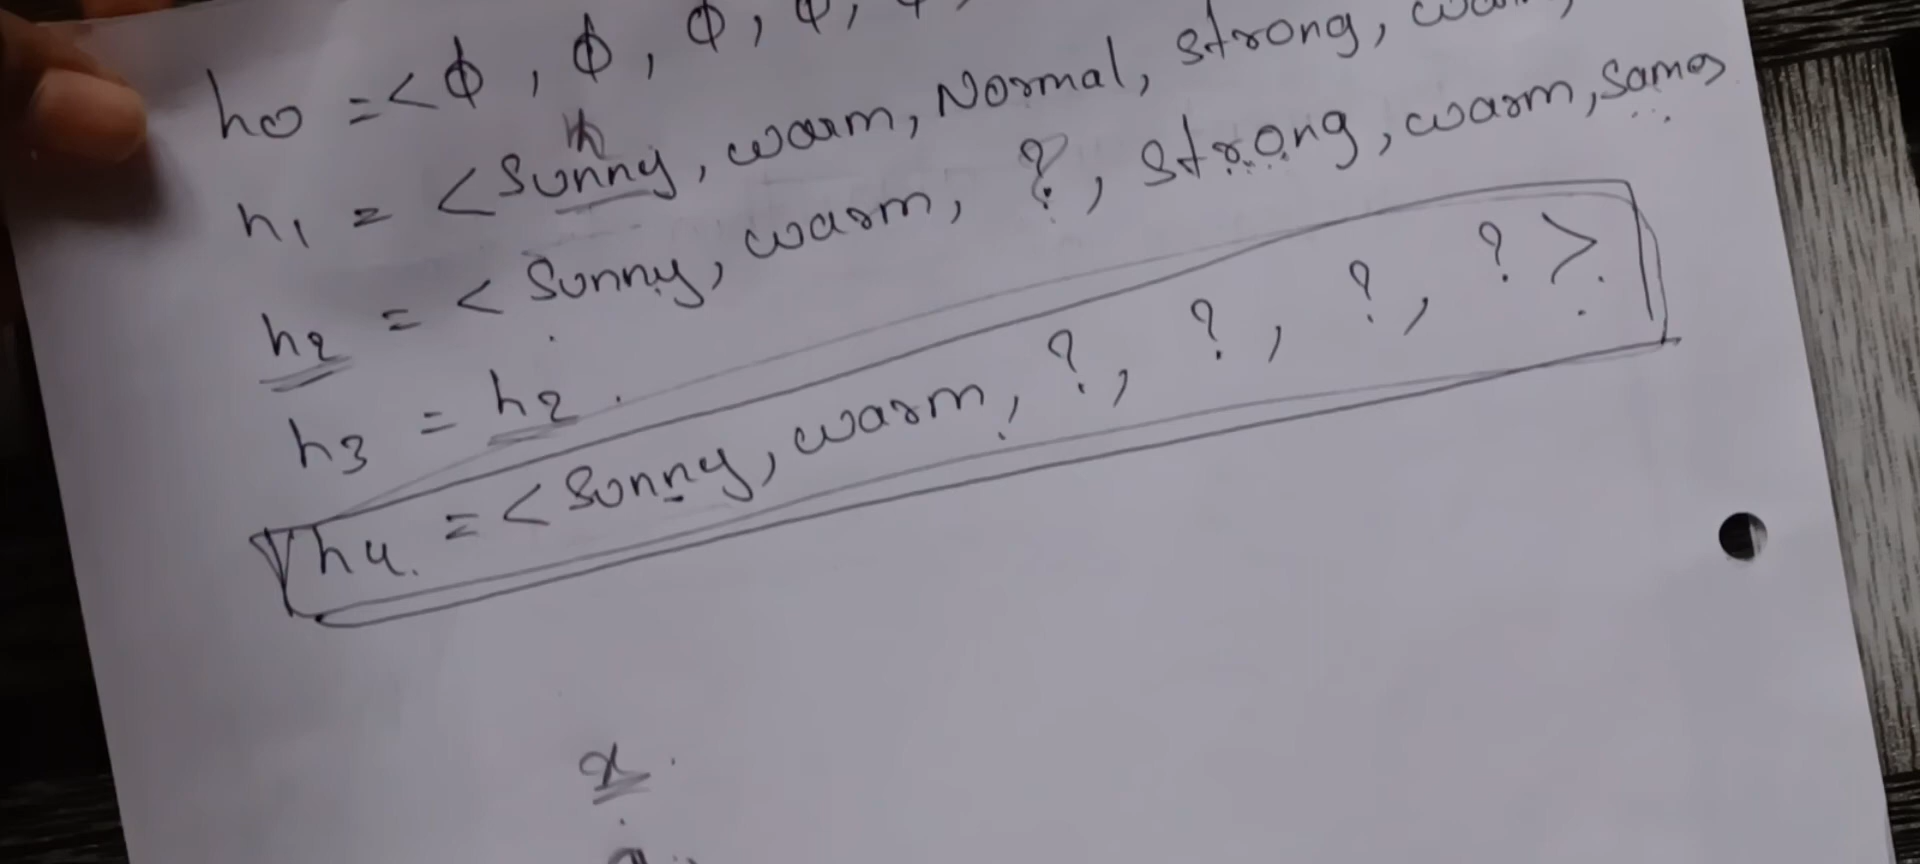 h0 = < φ, φ, φ, φ,
h1 = < Sunny, warm, Normal, strong,
h2 = < Sunny, warm, ?, strong, warm, Same>
h3 = h2.
h4. = < Sunny, warm, ?, ?, ?, ? >.
x.